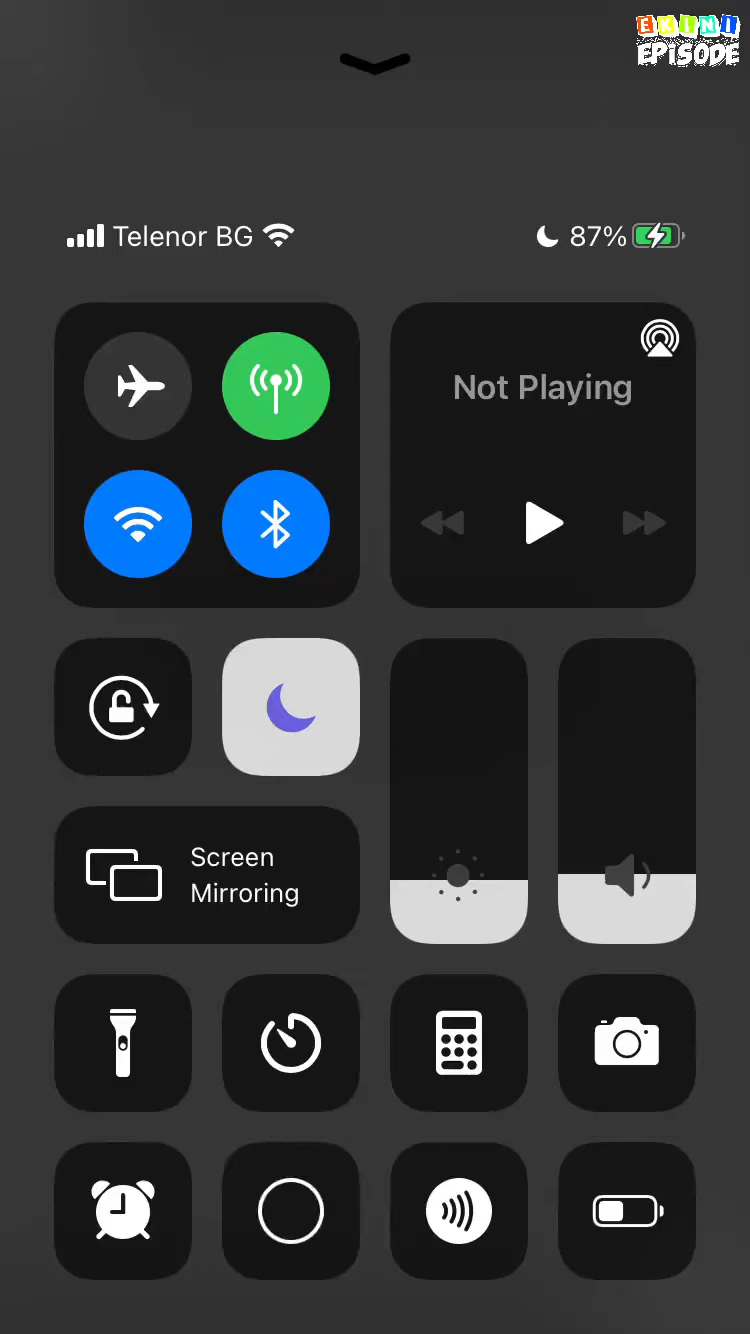 EKINI
EPISODE
Telenor BG
87%
Not Playing
Screen
Mirroring